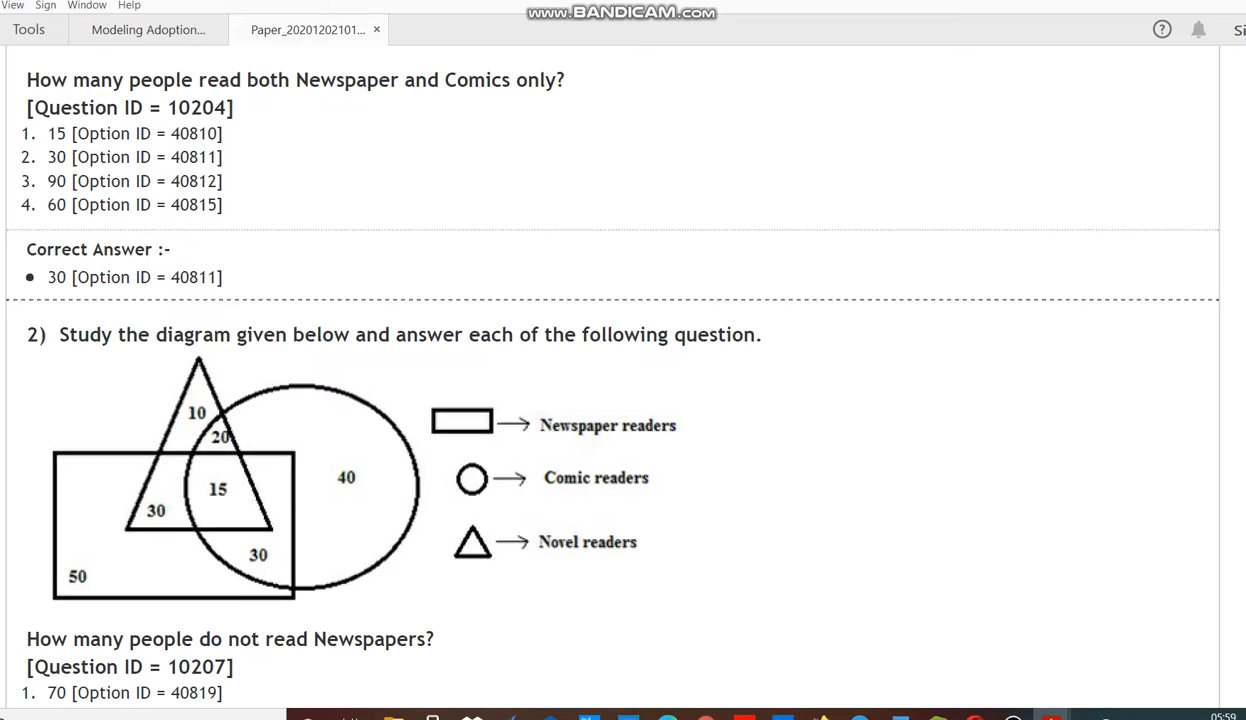 View Sign Window Help
www.BANDICAM.com
Tools Modeling Adoption... Paper_20201202101... ×
?
How many people read both Newspaper and Comics only?
[Question ID = 10204]
1. 15 [Option ID = 40810]
2. 30 [Option ID = 40811]
3. 90 [Option ID = 40812]
4. 60 [Option ID = 40815]
Correct Answer :-
• 30 [Option ID = 40811]
2) Study the diagram given below and answer each of the following question.
10
20
40
15
30
30
50
Newspaper readers
Comic readers
Novel readers
How many people do not read Newspapers?
[Question ID = 10207]
1. 70 [Option ID = 40819]
05:59